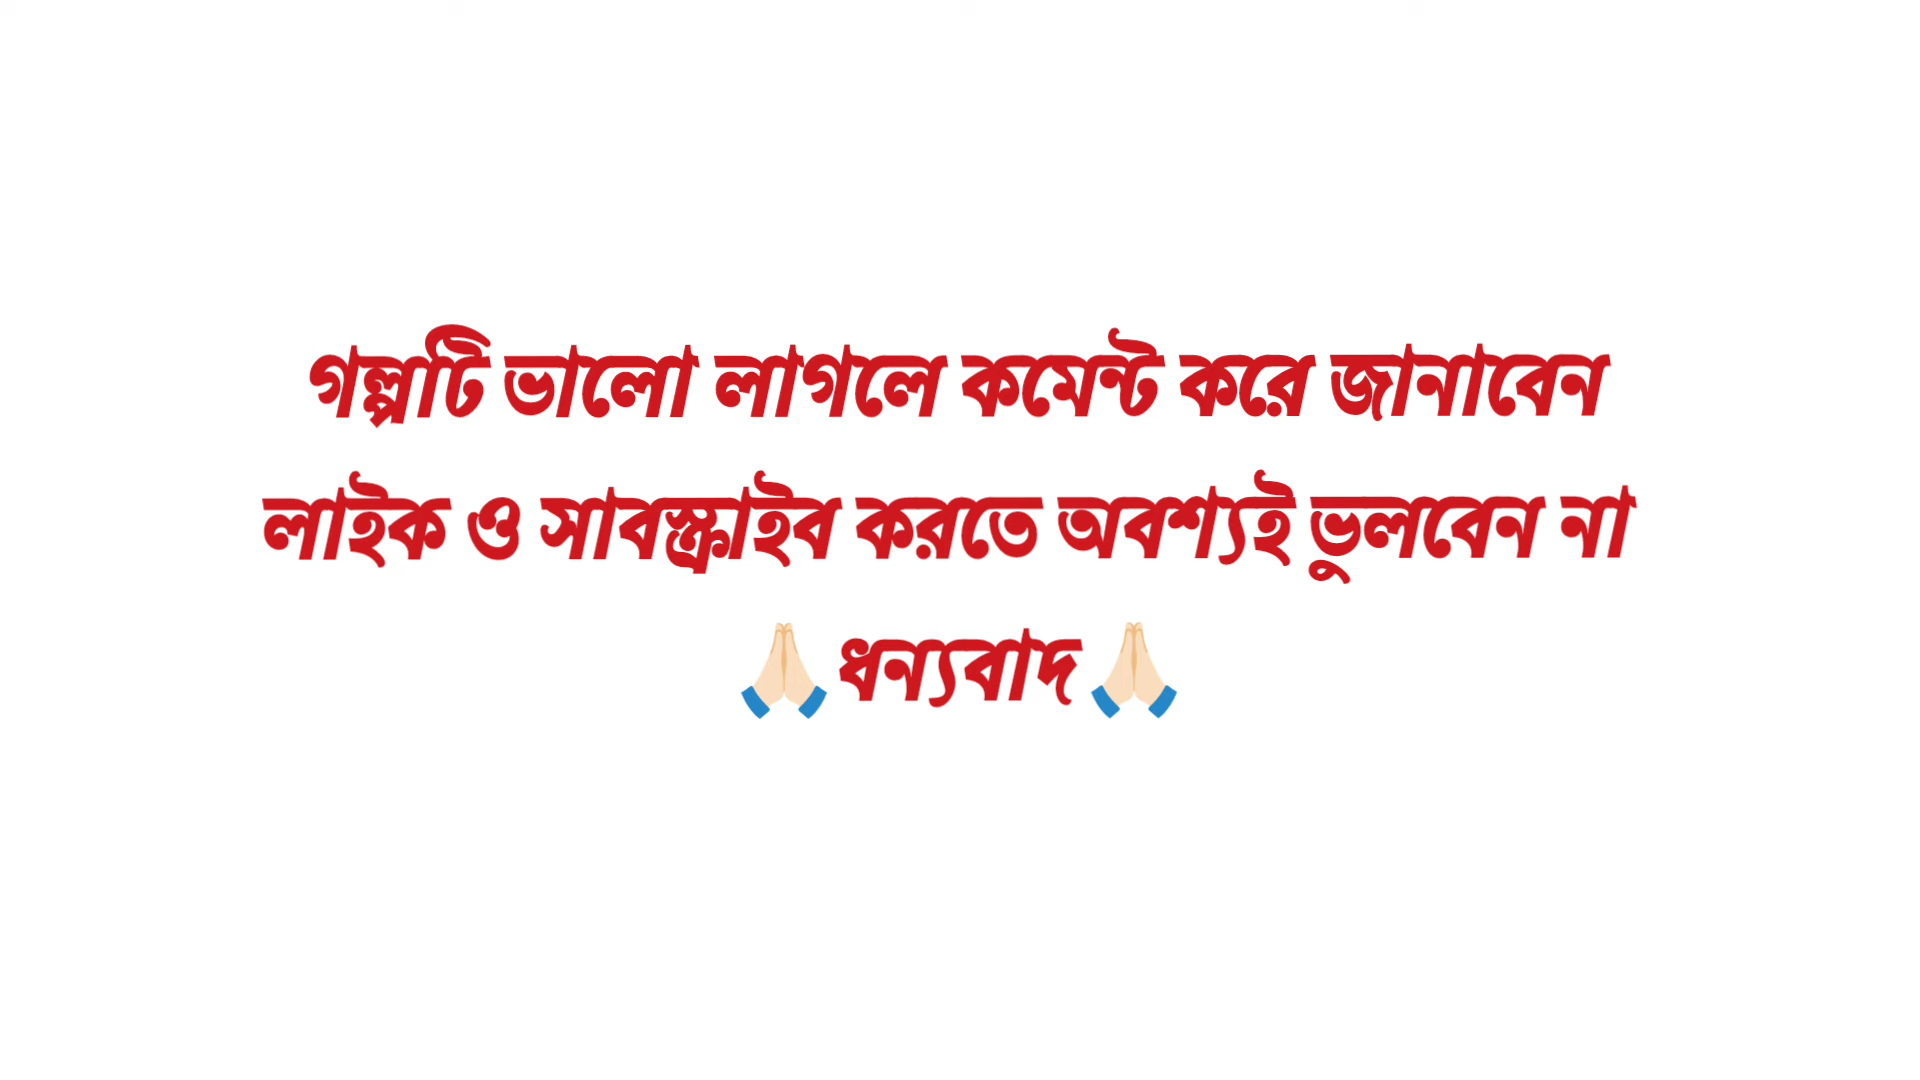 গল্পটি ভালো লাগলে কমেন্ট করে জানাবেন
লাইক ও সাবস্ক্রাইব করতে অবশ্যই ভুলবেন না
🙏🏻ধন্যবাদ🙏🏻